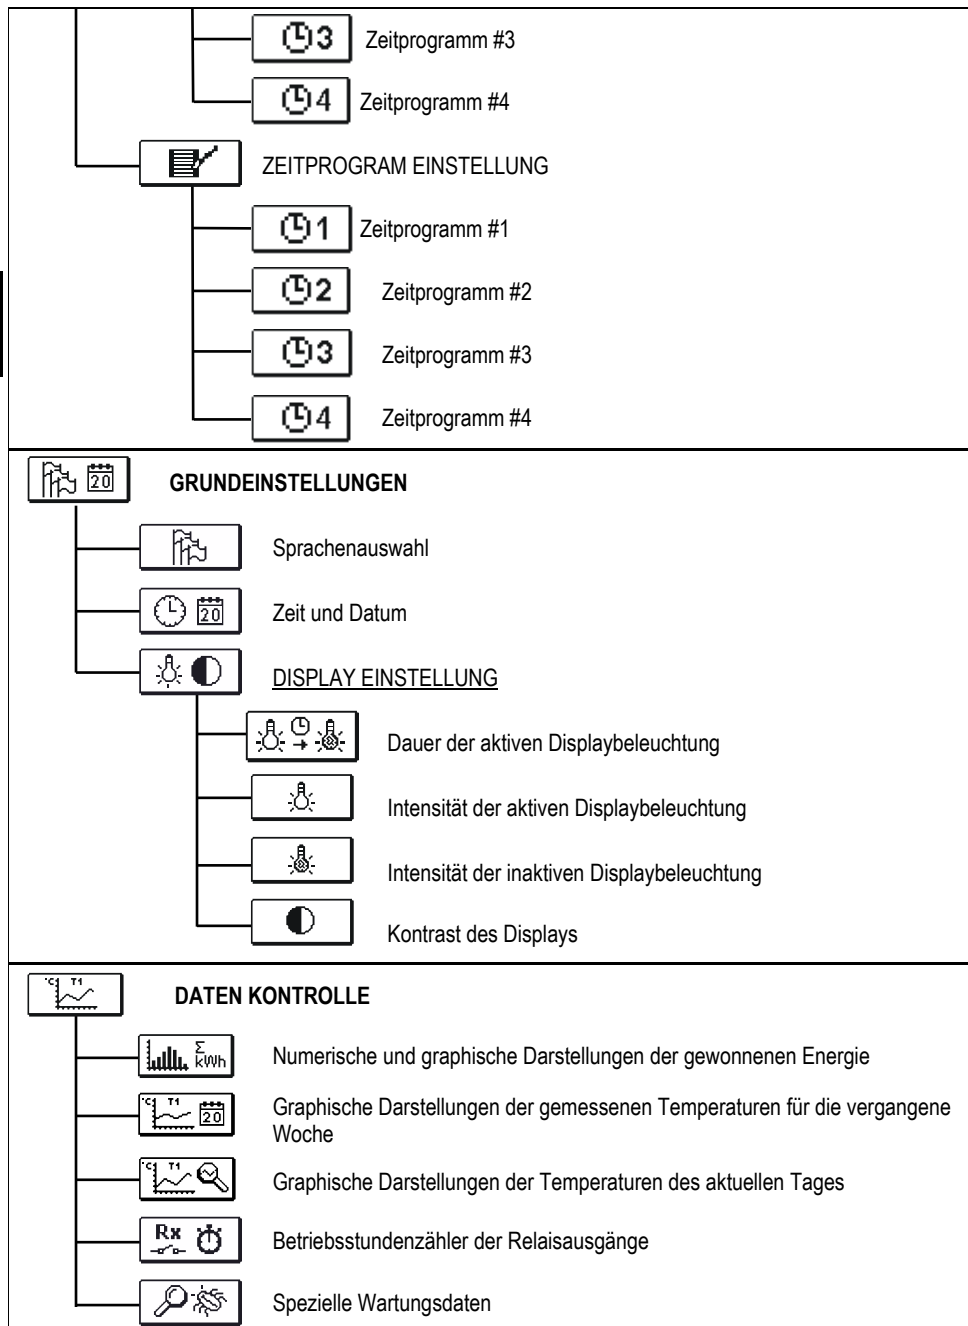 3 Zeitprogramm #3
4 Zeitprogramm #4
ZEITPROGRAM EINSTELLUNG
1 Zeitprogramm #1
2 Zeitprogramm #2
3 Zeitprogramm #3
4 Zeitprogramm #4
20 GRUNDEINSTELLUNGEN
Sprachenauswahl
20 Zeit und Datum
DISPLAY EINSTELLUNG
Dauer der aktiven Displaybeleuchtung
Intensität der aktiven Displaybeleuchtung
Intensität der inaktiven Displaybeleuchtung
Kontrast des Displays
°C T1 DATEN KONTROLLE
Σ kWh Numerische und graphische Darstellungen der gewonnenen Energie
°C T1 20 Graphische Darstellungen der gemessenen Temperaturen für die vergangene
Woche
°C T1 Graphische Darstellungen der Temperaturen des aktuellen Tages
Rx Betriebsstundenzähler der Relaisausgänge
Spezielle Wartungsdaten